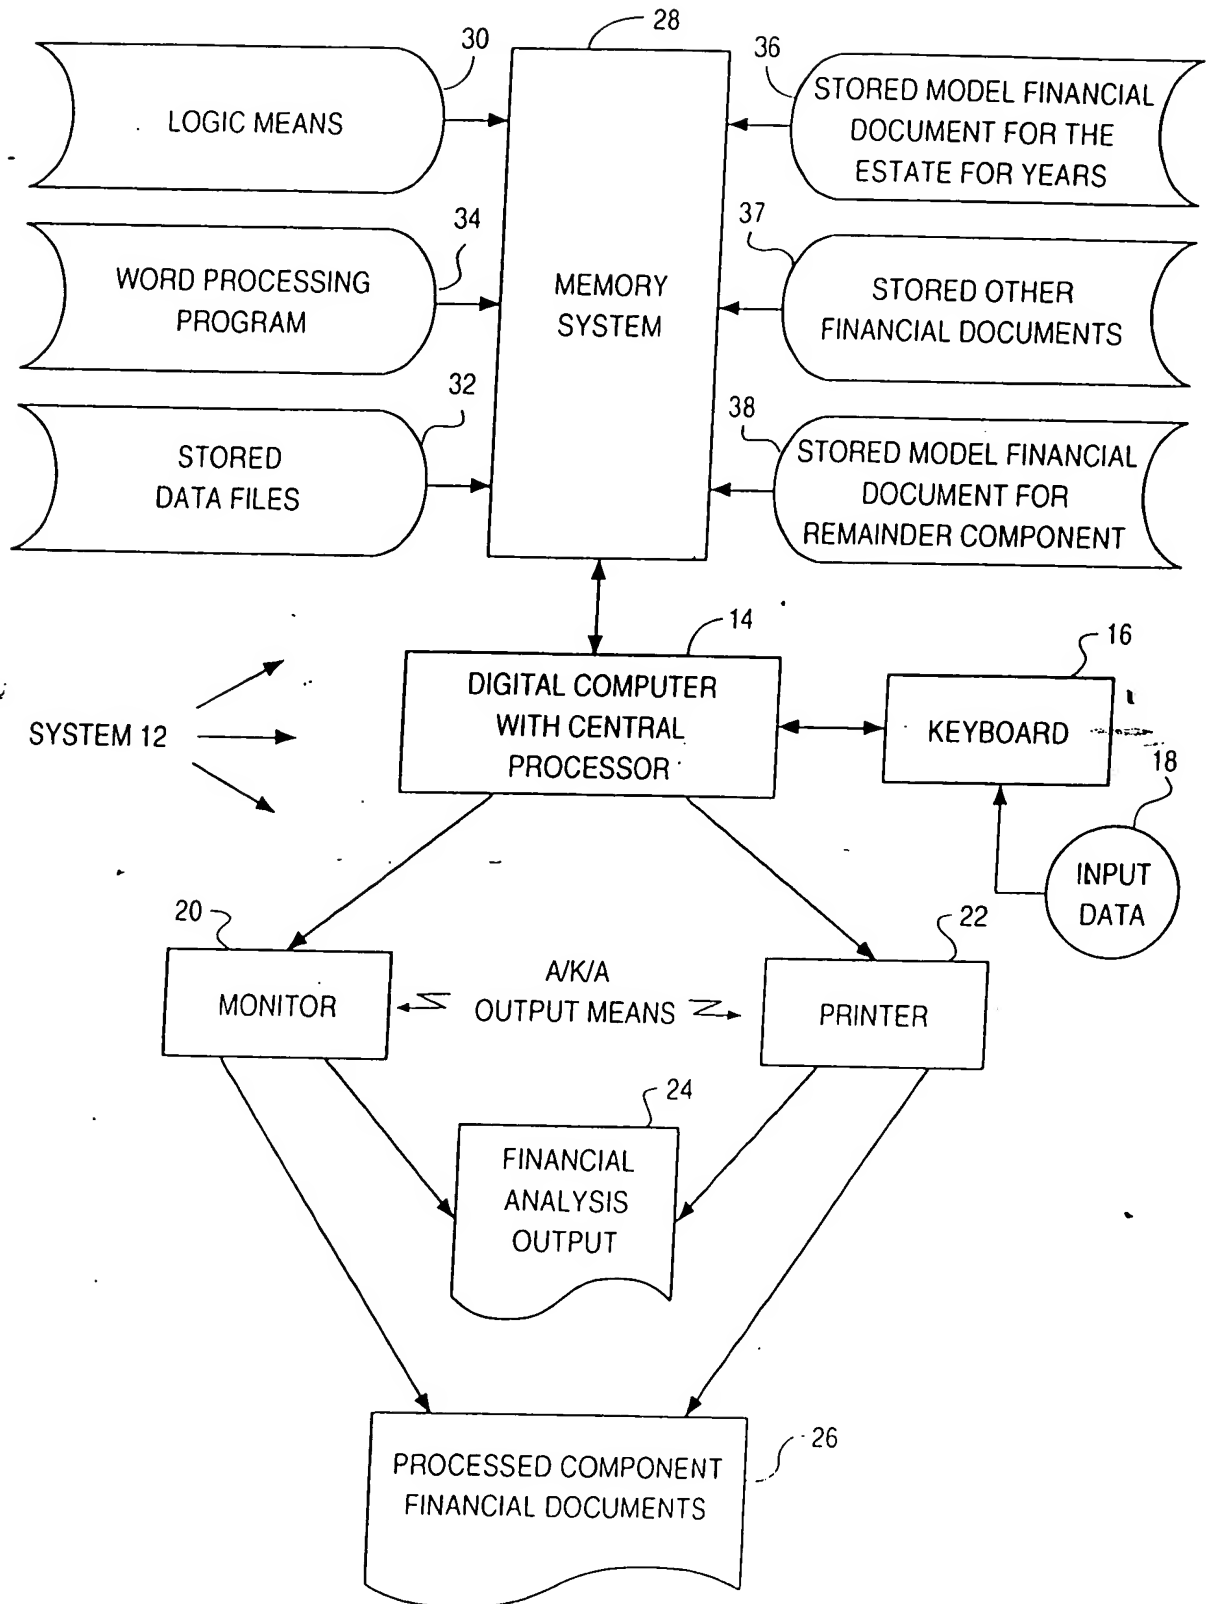 28
30
LOGIC MEANS
36
STORED MODEL FINANCIAL
DOCUMENT FOR THE
ESTATE FOR YEARS
34
WORD PROCESSING
PROGRAM
MEMORY
SYSTEM
37
STORED OTHER
FINANCIAL DOCUMENTS
32
STORED
DATA FILES
38
STORED MODEL FINANCIAL
DOCUMENT FOR
REMAINDER COMPONENT
14
DIGITAL COMPUTER
WITH CENTRAL
PROCESSOR
16
KEYBOARD
SYSTEM 12
18
INPUT
DATA
20
MONITOR
A/K/A
OUTPUT MEANS
22
PRINTER
24
FINANCIAL
ANALYSIS
OUTPUT
26
PROCESSED COMPONENT
FINANCIAL DOCUMENTS